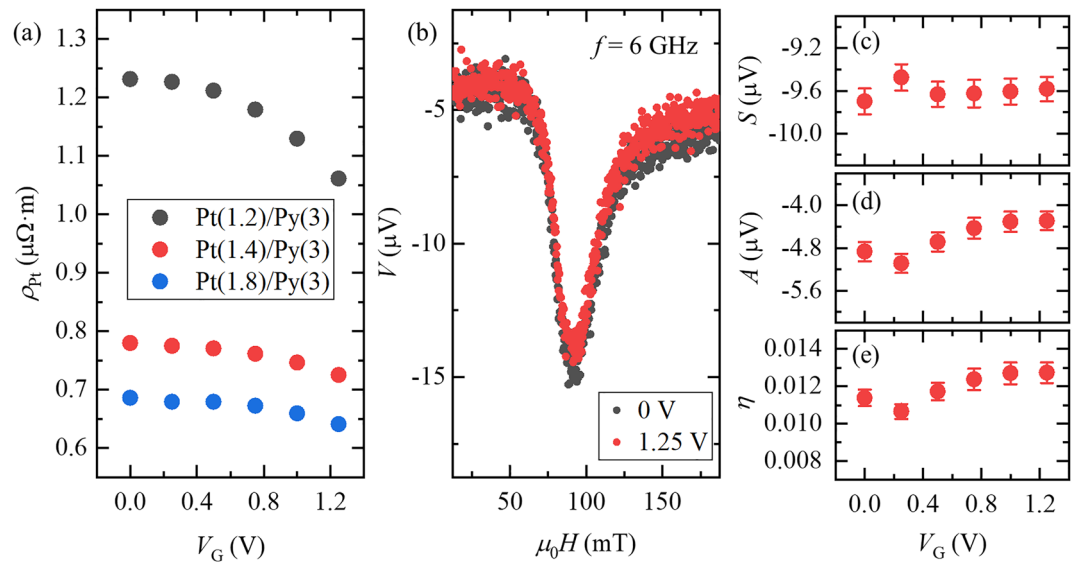 (a)
1.3
1.2
1.1
1.0
0.9
0.8
0.7
0.6
ρPt (μΩ·m)
Pt(1.2)/Py(3)
Pt(1.4)/Py(3)
Pt(1.8)/Py(3)
0.0 0.4 0.8 1.2
VG (V)
(b)
f = 6 GHz
-5
-10
-15
V (μV)
0 V
1.25 V
50 100 150
μ0H (mT)
(c)
-9.2
-9.6
-10.0
S (μV)
(d)
-4.0
-4.8
-5.6
A (μV)
(e)
0.014
0.012
0.010
0.008
η
0.0 0.4 0.8 1.2
VG (V)